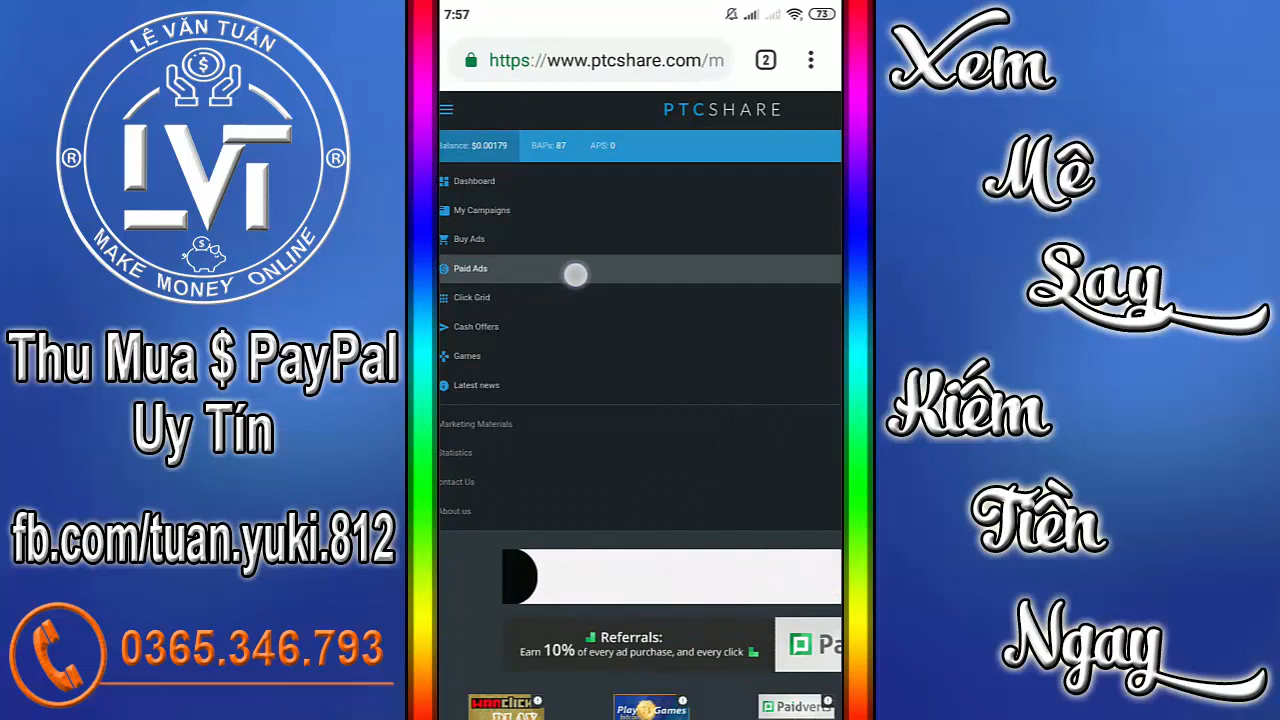 LÊ VĂN TUẤN
$
LVT
®
®
$
MAKE MONEY ONLINE
Thu Mua $ PayPal
Uy Tín
fb.com/tuan.yuki.812
0365.346.793
7:57
73
https://www.ptcshare.com/m
2
PTCSHARE
Balance: $0.00179
BAPs: 87
APS: 0
Dashboard
My Campaigns
Buy Ads
Paid Ads
Click Grid
Cash Offers
Games
Latest news
Marketing Materials
Statistics
ontact Us
About us
Referrals:
Earn 10% of every ad purchase, and every click
Pa
PLAY
Play Games
Paidverts
Xem
Mê
Say
Kiếm
Tiền
Ngay